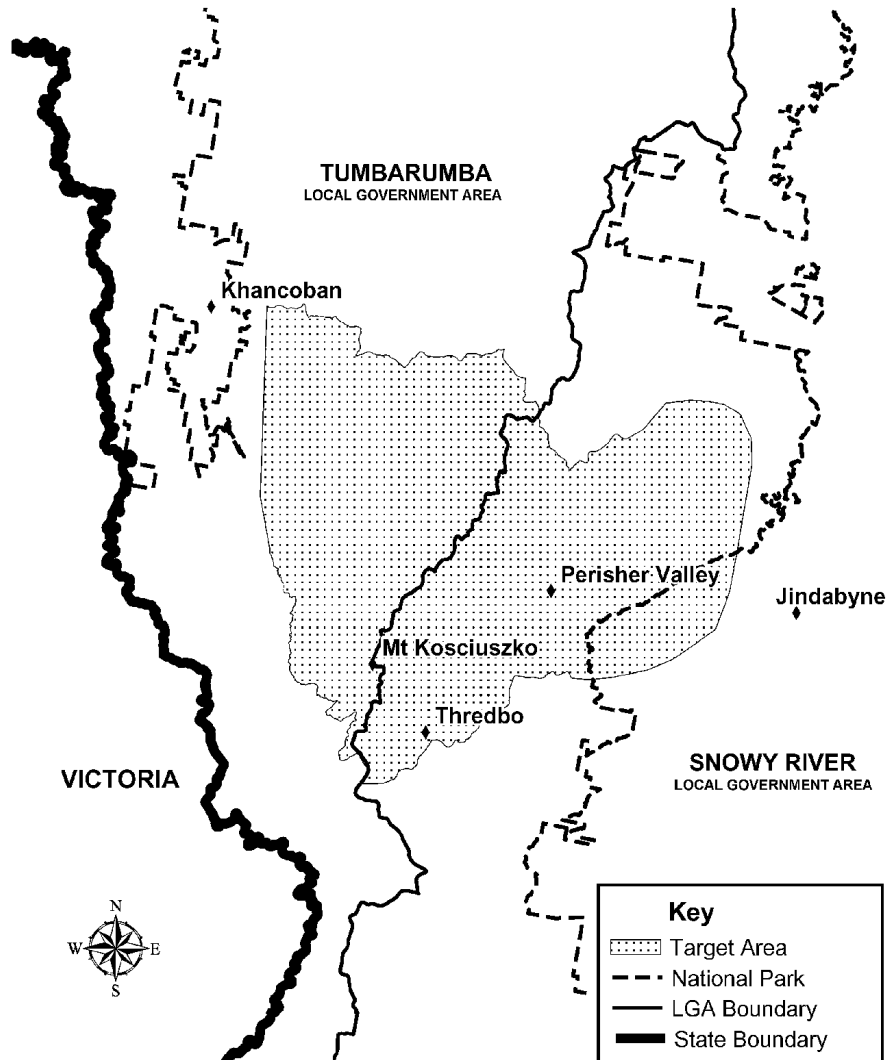 TUMBARUMBA
LOCAL GOVERNMENT AREA
Khancoban
Perisher Valley
Jindabyne
Mt Kosciuszko
Thredbo
VICTORIA
SNOWY RIVER
LOCAL GOVERNMENT AREA
N
W E
S
Key
Target Area
National Park
LGA Boundary
State Boundary